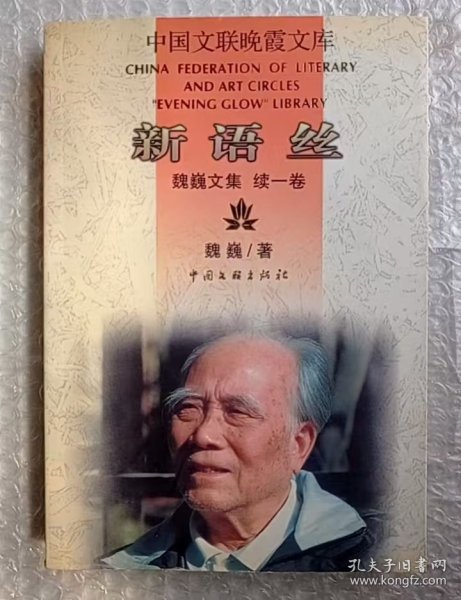 中国文联晚霞文库
CHINA FEDERATION OF LITERARY
AND ART CIRCLES
"EVENING GLOW" LIBRARY
新语丝
魏巍文集 续一卷
魏巍/著
中国文联出版社
孔夫子旧书网
www.kongfz.com